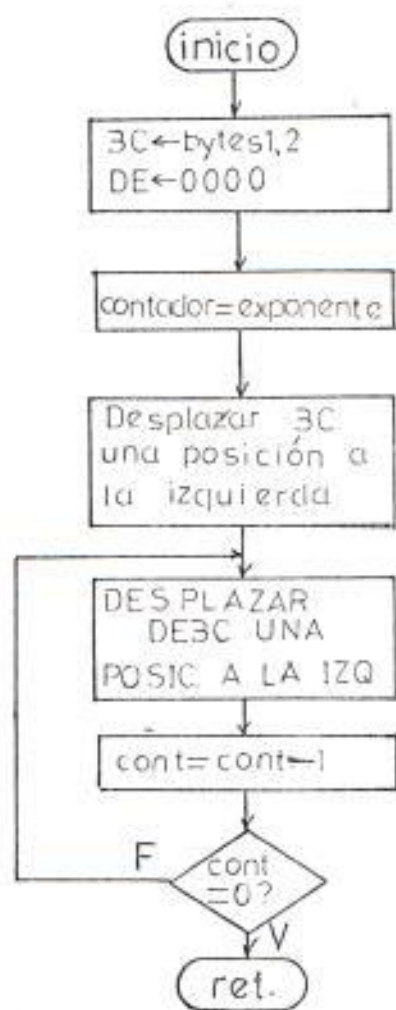 inicio
BC←bytes1,2
DE←0000
contador=exponente
Desplazar BC
una posición a
la izquierda
DESPLAZAR
DEBC UNA
POSIC A LA IZQ
cont=cont-1
F
cont
=0?
V
ret.